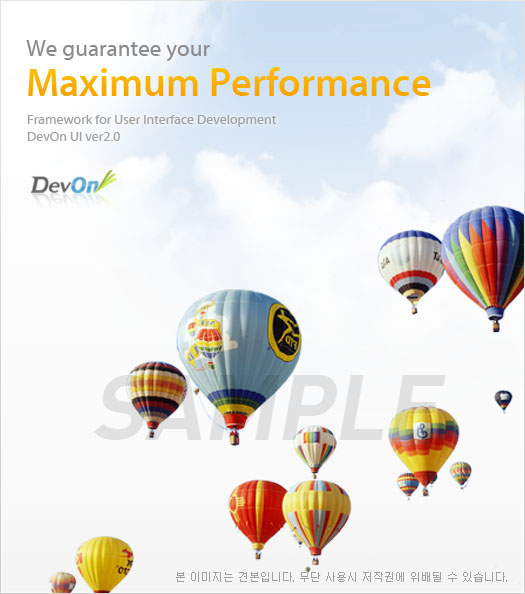 We guarantee your
Maximum Performance
Framework for User Interface Development
DevOn UI ver2.0
DevOn
SAMPLE
본 이미지는 견본입니다. 무단 사용시 저작권에 위배될 수 있습니다.